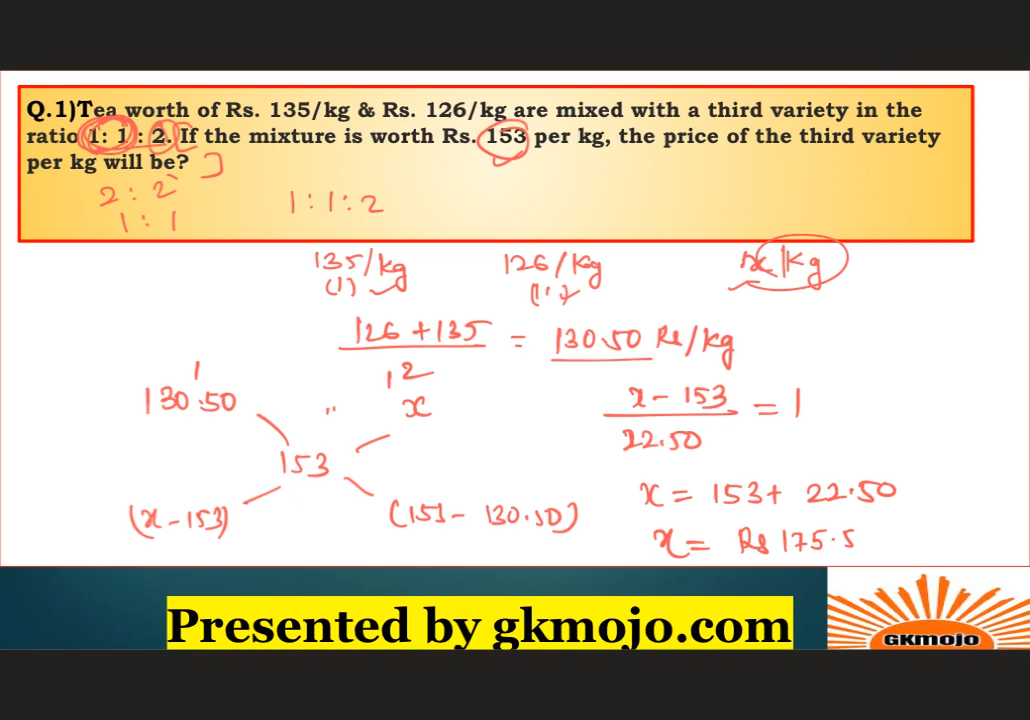 Q.1)Tea worth of Rs. 135/kg & Rs. 126/kg are mixed with a third variety in the
ratio 1: 1 : 2. If the mixture is worth Rs. 153 per kg, the price of the third variety
per kg will be?
2 : 2
1 : 1
1 : 1 : 2
135/kg 126/kg x/kg
(1) (1)
126 + 135 = 130.50 Rs/kg
2
1 1
130.50 x
x - 153 = 1
22.50
153
(x - 153) (153 - 130.50)
x = 153 + 22.50
x = Rs 175.5
Presented by gkmojo.com
GKmojo